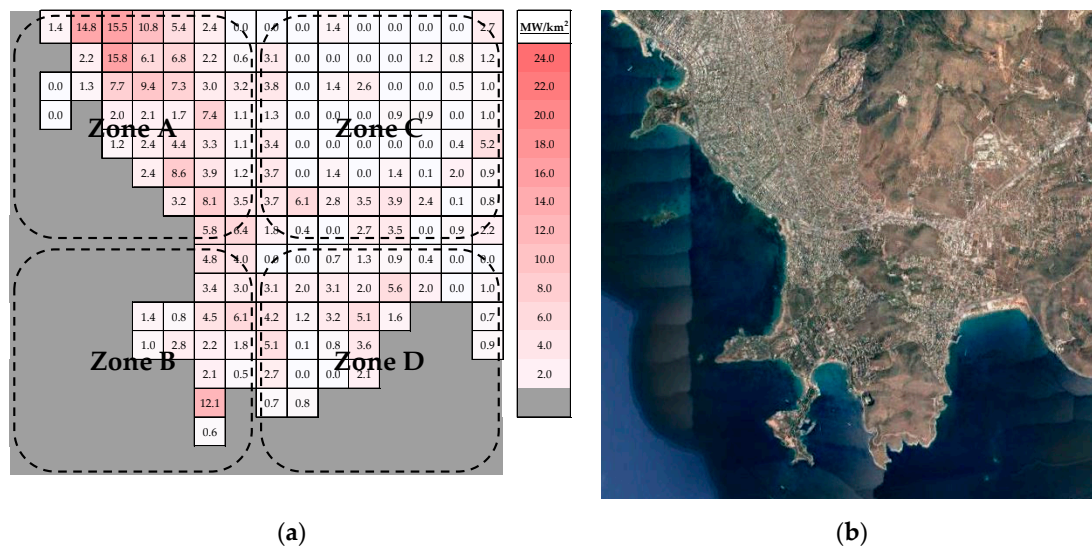 1.4 14.8 15.5 10.8 5.4 2.4 0.0 0.0 0.0 1.4 0.0 0.0 0.0 0.0 2.7 MW/km²
2.2 15.8 6.1 6.8 2.2 0.6 3.1 0.0 0.0 0.0 0.0 1.2 0.8 1.2 24.0
0.0 1.3 7.7 9.4 7.3 3.0 3.2 3.8 0.0 1.4 2.6 0.0 0.0 0.5 1.0 22.0
0.0 2.0 2.1 1.7 7.4 1.1 1.3 0.0 0.0 0.0 0.9 0.9 0.0 1.0 20.0
Zone A Zone C
1.2 2.4 4.4 3.3 1.1 3.4 0.0 0.0 0.0 0.0 0.0 0.4 5.2 18.0
2.4 8.6 3.9 1.2 3.7 0.0 1.4 0.0 1.4 0.1 2.0 0.9 16.0
3.2 8.1 3.5 3.7 6.1 2.8 3.5 3.9 2.4 0.1 0.8 14.0
5.8 6.4 1.8 0.4 0.0 2.7 3.5 0.0 0.9 2.2 12.0
4.8 4.0 0.0 0.0 0.7 1.3 0.9 0.4 0.0 0.0 10.0
3.4 3.0 3.1 2.0 3.1 2.0 5.6 2.0 0.0 1.0 8.0
1.4 0.8 4.5 6.1 4.2 1.2 3.2 5.1 1.6 0.7 6.0
1.0 2.8 2.2 1.8 5.1 0.1 0.8 3.6 0.9 4.0
Zone B Zone D
2.1 0.5 2.7 0.0 0.0 2.1 2.0
12.1 0.7 0.8
0.6
(a) (b)